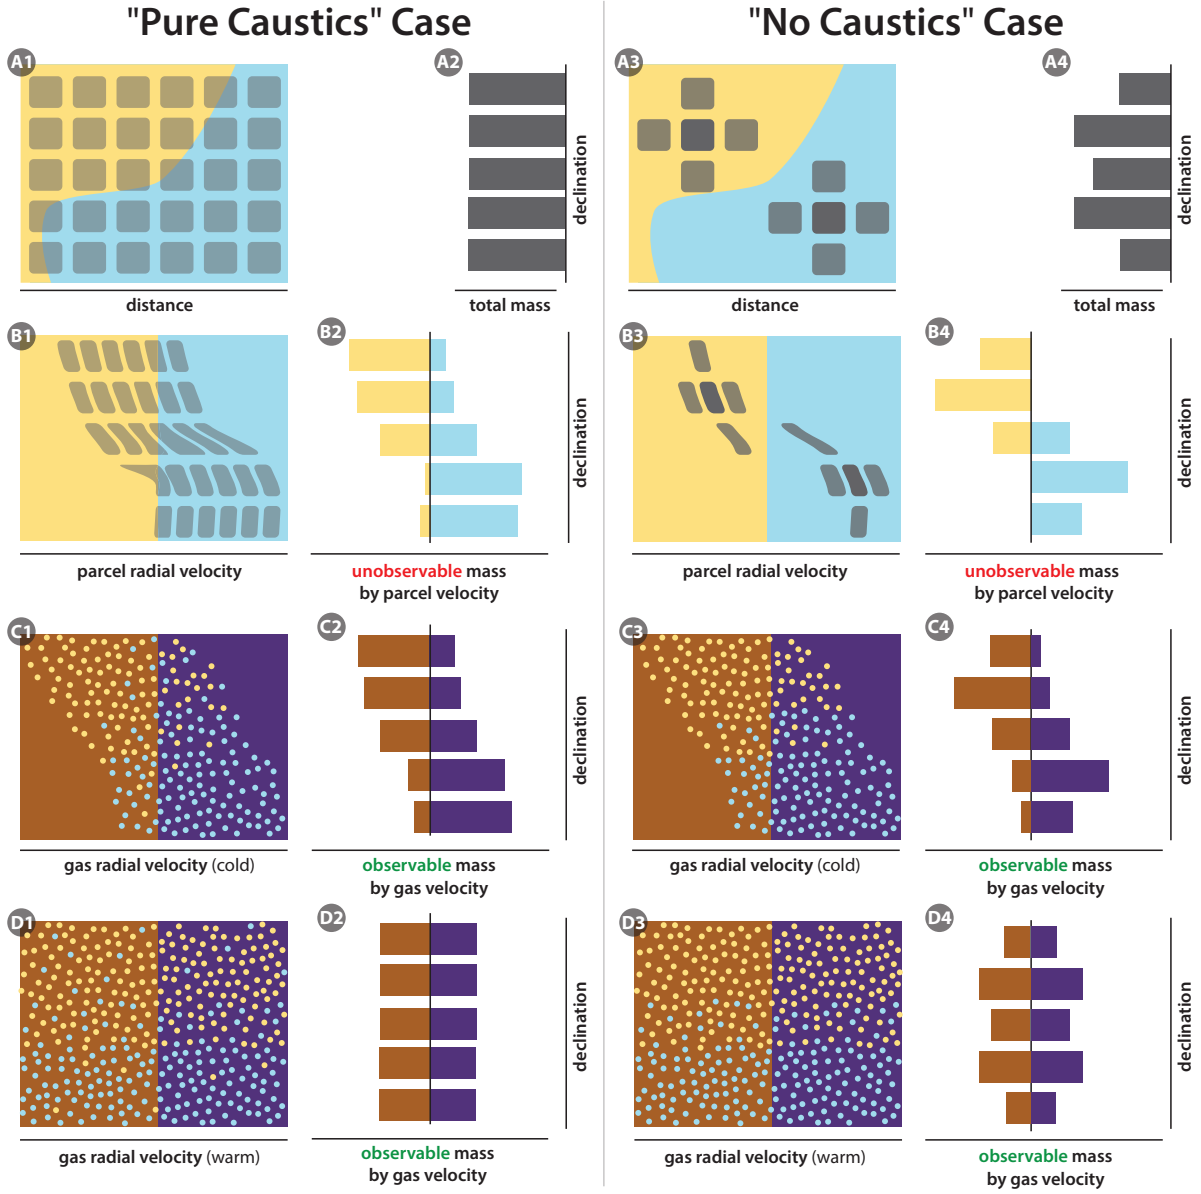 "Pure Caustics" Case
"No Caustics" Case
A1
A2
A3
A4
declination
declination
distance
total mass
distance
total mass
B1
B2
B3
B4
declination
declination
parcel radial velocity
unobservable mass
by parcel velocity
parcel radial velocity
unobservable mass
by parcel velocity
C1
C2
C3
C4
declination
declination
gas radial velocity (cold)
observable mass
by gas velocity
gas radial velocity (cold)
observable mass
by gas velocity
D1
D2
D3
D4
declination
declination
gas radial velocity (warm)
observable mass
by gas velocity
gas radial velocity (warm)
observable mass
by gas velocity